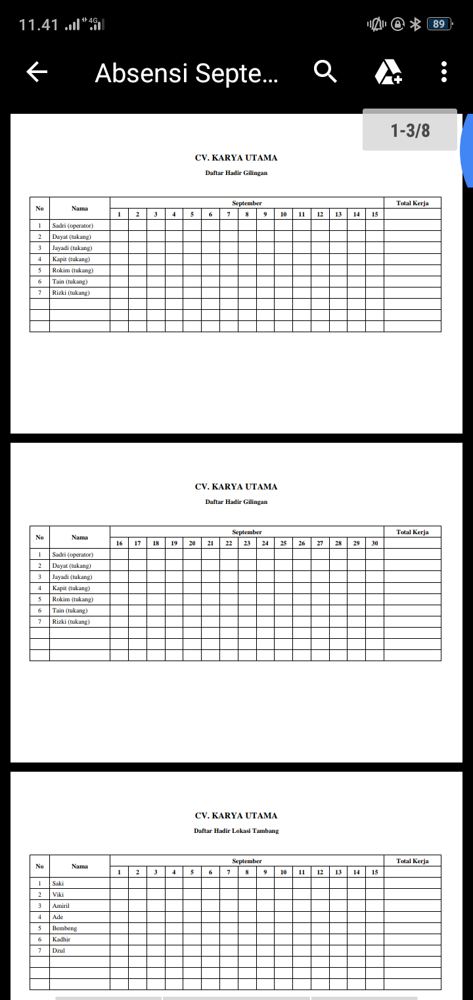 11.41 4G 89
Absensi Septe...
1-3/8
CV. KARYA UTAMA
Daftar Hadir Gilingan
No Nama September Total Kerja
1 2 3 4 5 6 7 8 9 10 11 12 13 14 15
1 Sadri (operator)
2 Dayat (tukang)
3 Jayadi (tukang)
4 Kapit (tukang)
5 Rokim (tukang)
6 Tain (tukang)
7 Rizki (tukang)
CV. KARYA UTAMA
Daftar Hadir Gilingan
No Nama September Total Kerja
16 17 18 19 20 21 22 23 24 25 26 27 28 29 30
1 Sadri (operator)
2 Dayat (tukang)
3 Jayadi (tukang)
4 Kapit (tukang)
5 Rokim (tukang)
6 Tain (tukang)
7 Rizki (tukang)
CV. KARYA UTAMA
Daftar Hadir Lokasi Tambang
No Nama September Total Kerja
1 2 3 4 5 6 7 8 9 10 11 12 13 14 15
1 Saki
2 Viki
3 Amiril
4 Ade
5 Bembeng
6 Kadhir
7 Dzul